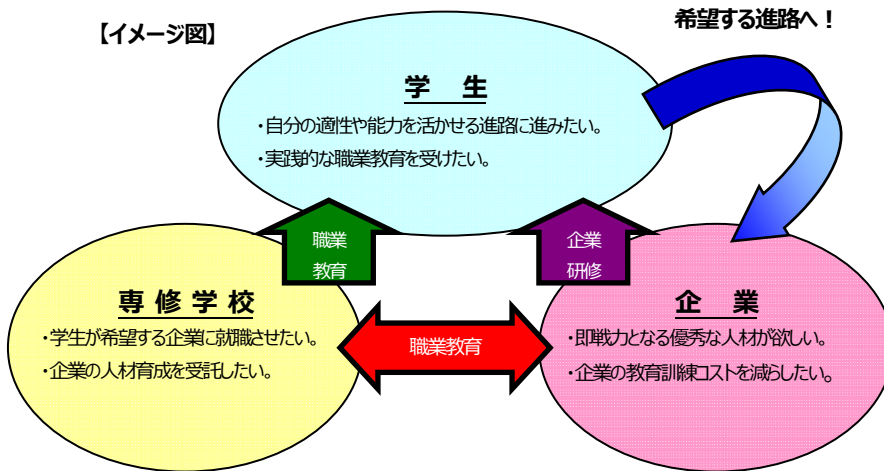 【イメージ図】
希望する進路へ！
学 生
・自分の適性や能力を活かせる進路に進みたい。
・実践的な職業教育を受けたい。
職業
教育
企業
研修
専 修 学 校
・学生が希望する企業に就職させたい。
・企業の人材育成を受託したい。
職業教育
企 業
・即戦力となる優秀な人材が欲しい。
・企業の教育訓練コストを減らしたい。